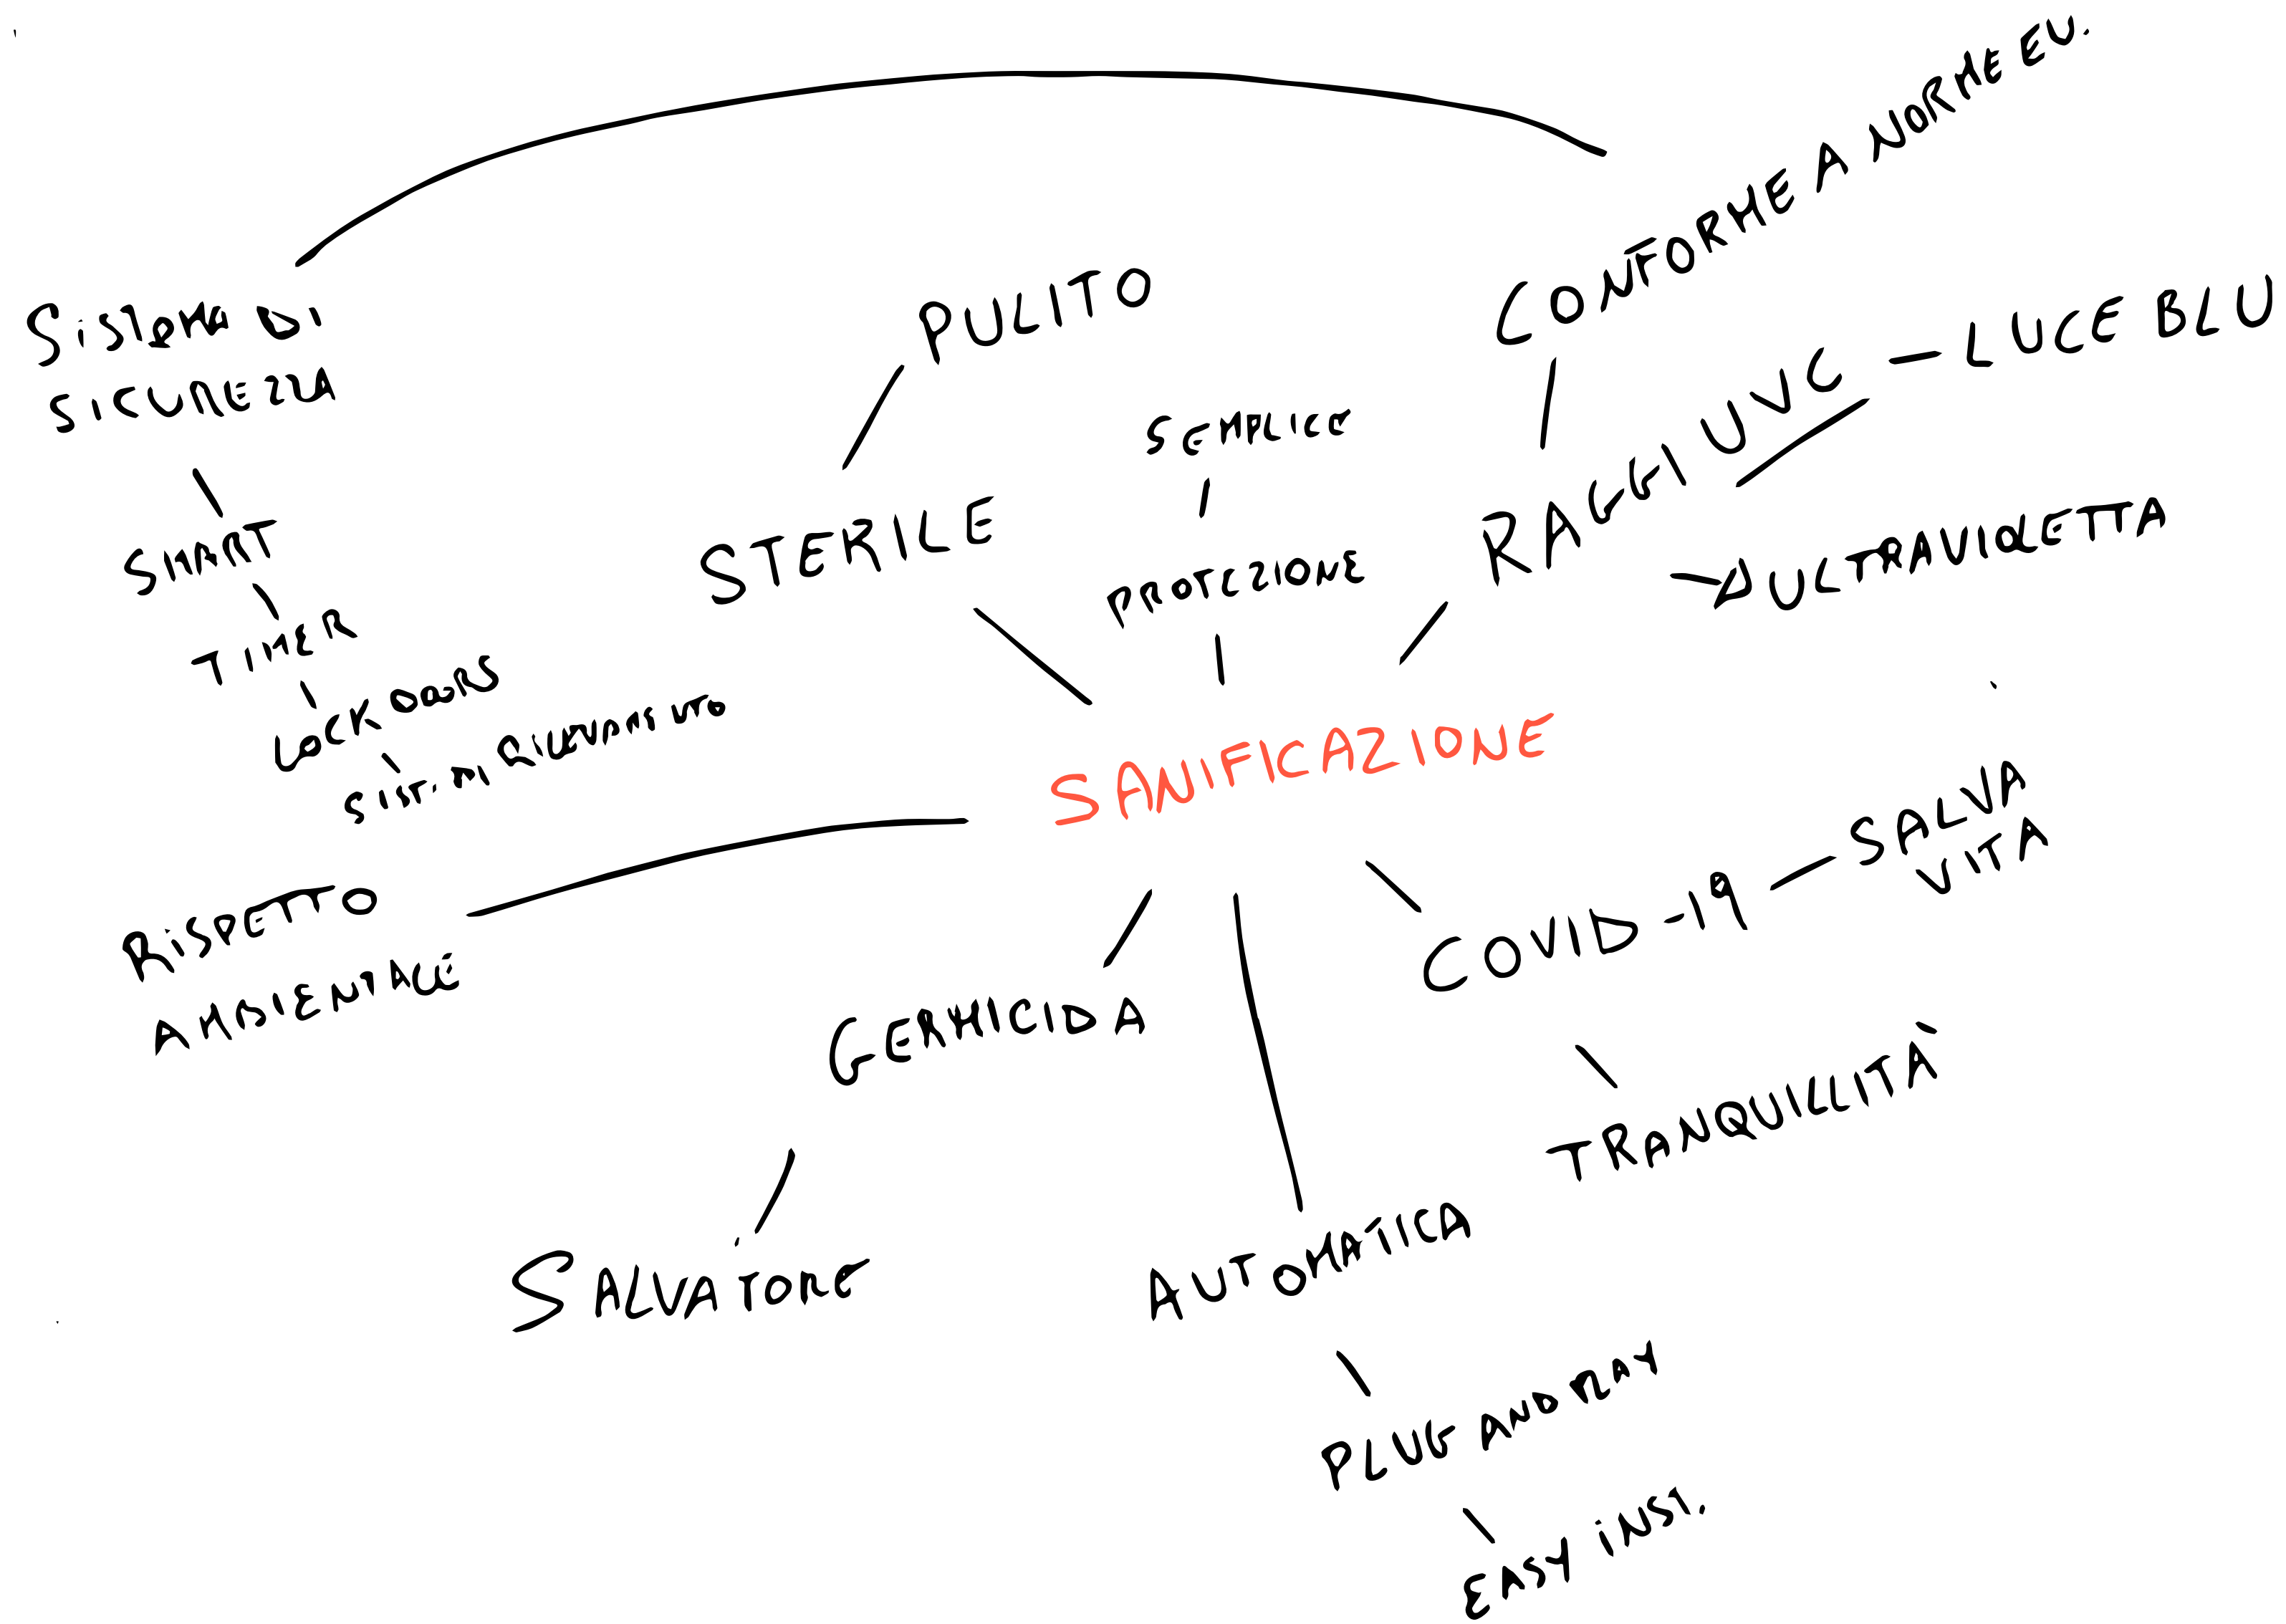 CONFORME A NORME EU.
SISTEMA DI
SICUREZZA
PULITO
RAGGI UVC — LUCE BLU
SEMPLICE
SMART
STERILE
PROTEZIONE
ULTRAVIOLETTA
TIMER
LOCK DOORS
SIST. DI
SANIFICAZIONE
SALVA
VITA
RISPETTO
AMBIENTALE
COVID-19
GERMICIDA
TRANQUILLITÀ
SALVATORE
AUTOMATICA
PLUG AND PLAY
EASY INST.